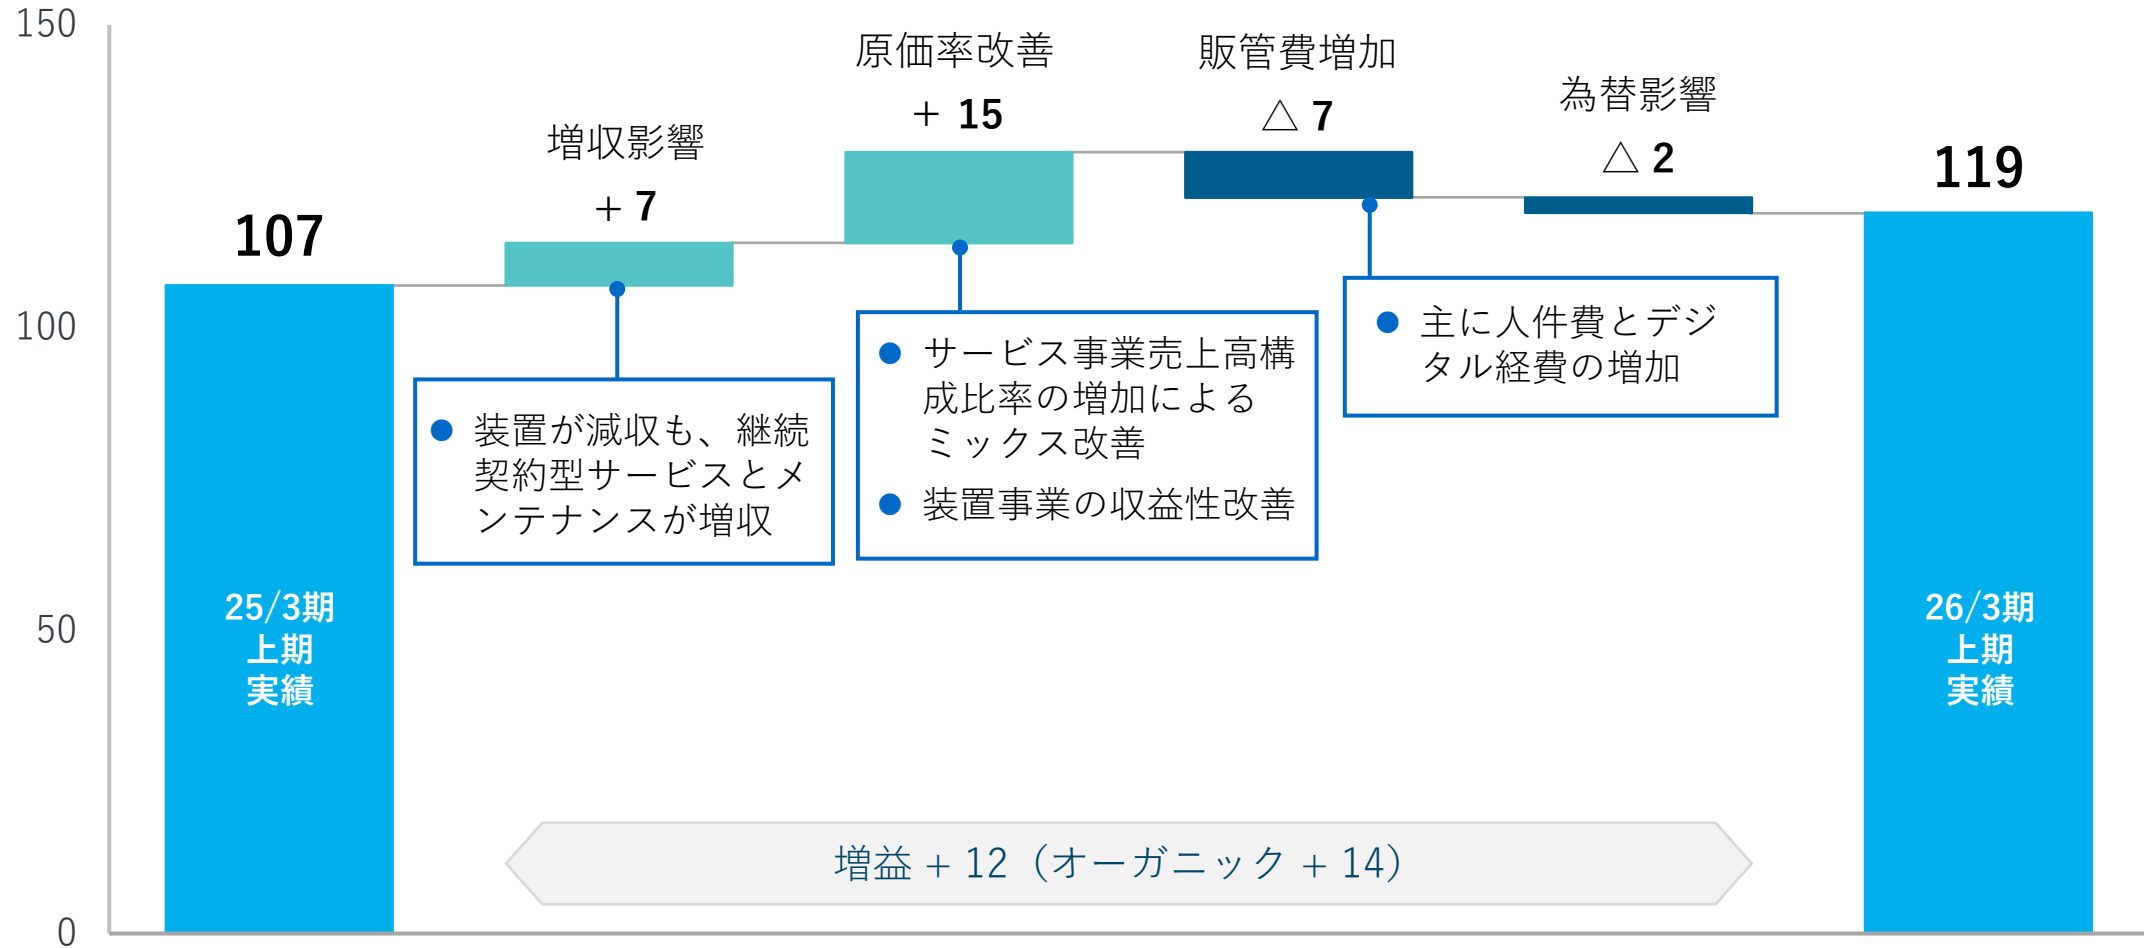 150
100
50
0
107
25/3期
上期
実績
増収影響
+ 7
装置が減収も、継続
契約型サービスとメ
ンテナンスが増収
原価率改善
+ 15
サービス事業売上高構
成比率の増加による
ミックス改善
装置事業の収益性改善
販管費増加
△ 7
主に人件費とデジ
タル経費の増加
為替影響
△ 2
119
26/3期
上期
実績
増益 + 12（オーガニック + 14）